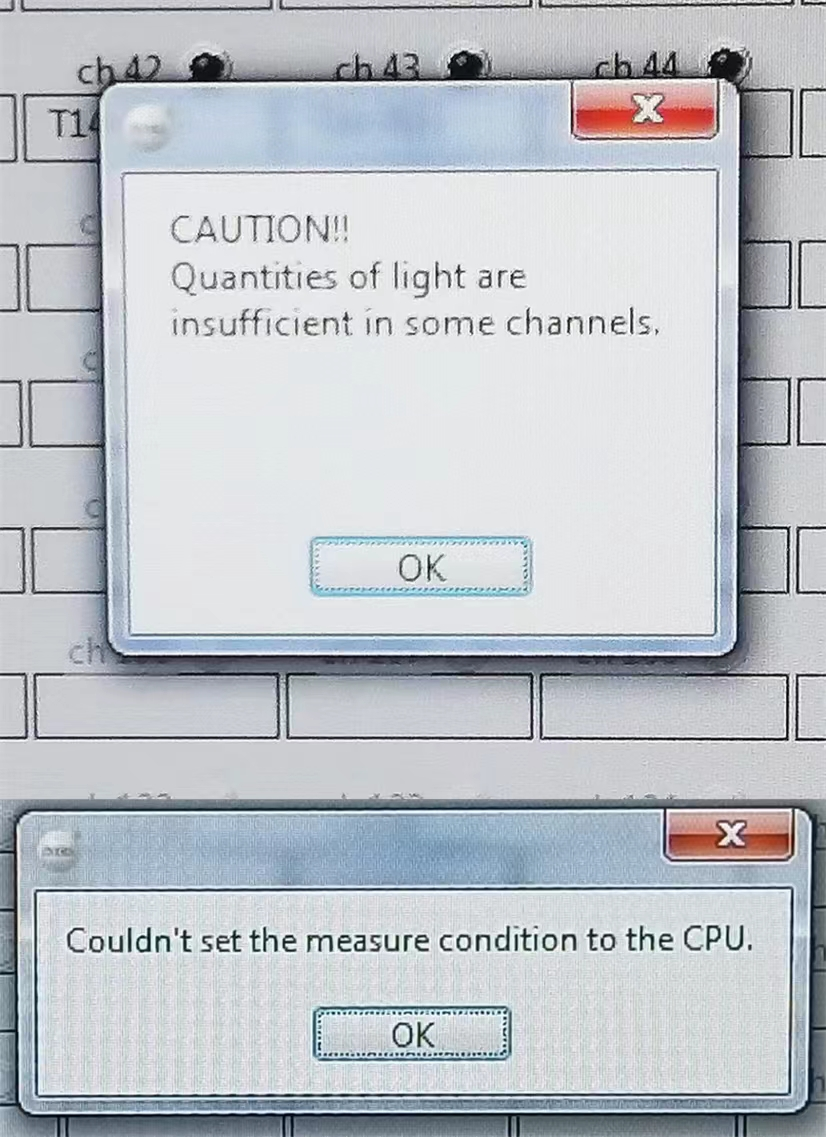 ch 42
ch 43
ch 44
T14
CAUTION!!
Quantities of light are
insufficient in some channels.
OK
ch
Couldn't set the measure condition to the CPU.
OK